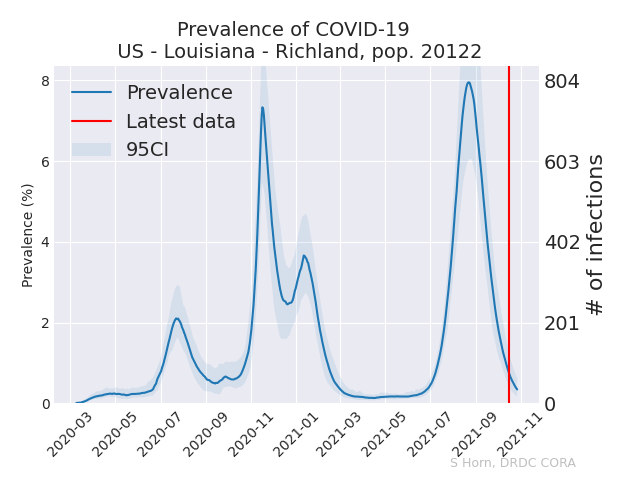 Prevalence of COVID-19
US - Louisiana - Richland, pop. 20122
Prevalence
Latest data
95CI
Prevalence (%)
8
6
4
2
0
804
603
402
201
0
# of infections
2020-03
2020-05
2020-07
2020-09
2020-11
2021-01
2021-03
2021-05
2021-07
2021-09
2021-11
S Horn, DRDC CORA